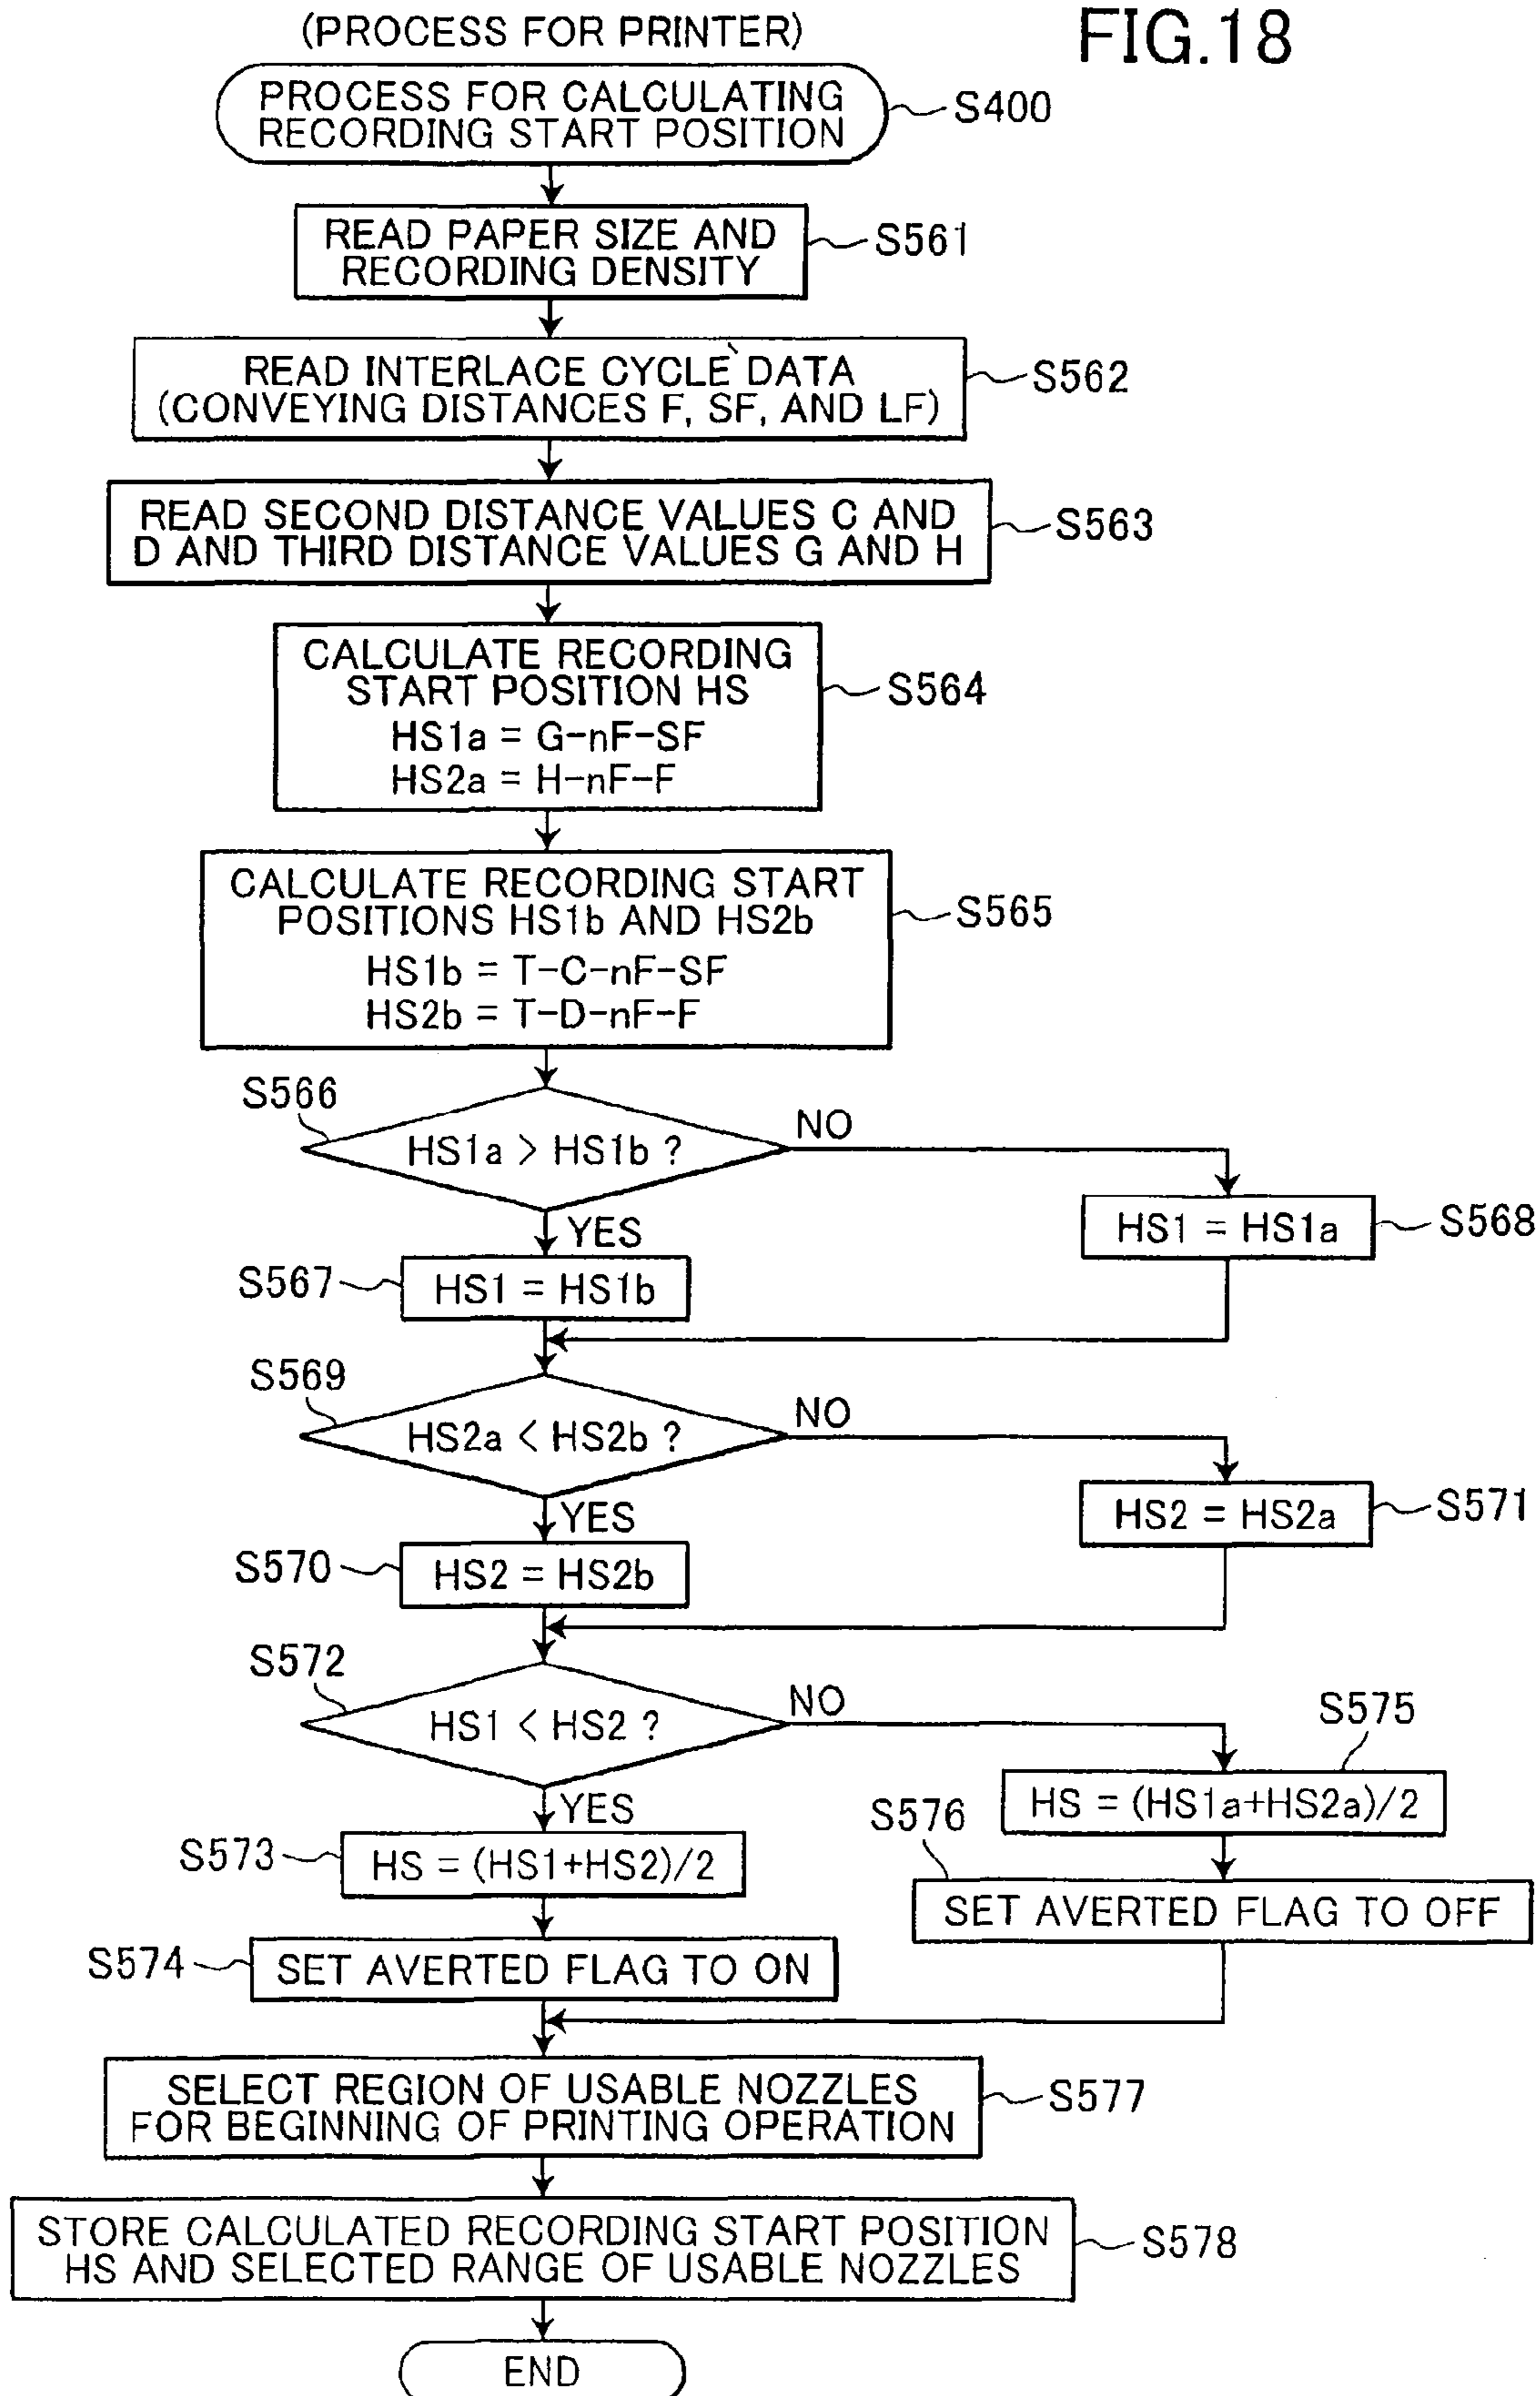 (PROCESS FOR PRINTER)
FIG.18
PROCESS FOR CALCULATING
RECORDING START POSITION
S400
READ PAPER SIZE AND
RECORDING DENSITY
S561
READ INTERLACE CYCLE DATA
(CONVEYING DISTANCES F, SF, AND LF)
S562
READ SECOND DISTANCE VALUES C AND
D AND THIRD DISTANCE VALUES G AND H
S563
CALCULATE RECORDING
START POSITION HS
HS1a = G-nF-SF
HS2a = H-nF-F
S564
CALCULATE RECORDING START
POSITIONS HS1b AND HS2b
HS1b = T-C-nF-SF
HS2b = T-D-nF-F
S565
S566
HS1a > HS1b ?
NO
YES
HS1 = HS1a
S568
S567
HS1 = HS1b
S569
HS2a < HS2b ?
NO
YES
HS2 = HS2a
S571
S570
HS2 = HS2b
S572
HS1 < HS2 ?
NO
YES
S575
HS = (HS1a+HS2a)/2
S573
HS = (HS1+HS2)/2
S576
SET AVERTED FLAG TO OFF
S574
SET AVERTED FLAG TO ON
SELECT REGION OF USABLE NOZZLES
FOR BEGINNING OF PRINTING OPERATION
S577
STORE CALCULATED RECORDING START POSITION
HS AND SELECTED RANGE OF USABLE NOZZLES
S578
END